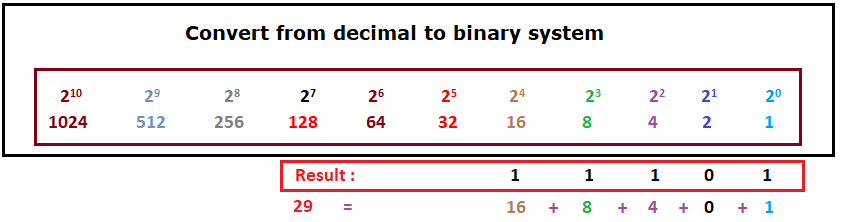 Convert from decimal to binary system
2¹⁰ 2⁹ 2⁸ 2⁷ 2⁶ 2⁵ 2⁴ 2³ 2² 2¹ 2⁰
1024 512 256 128 64 32 16 8 4 2 1
Result : 1 1 1 0 1
29 = 16 + 8 + 4 + 0 + 1